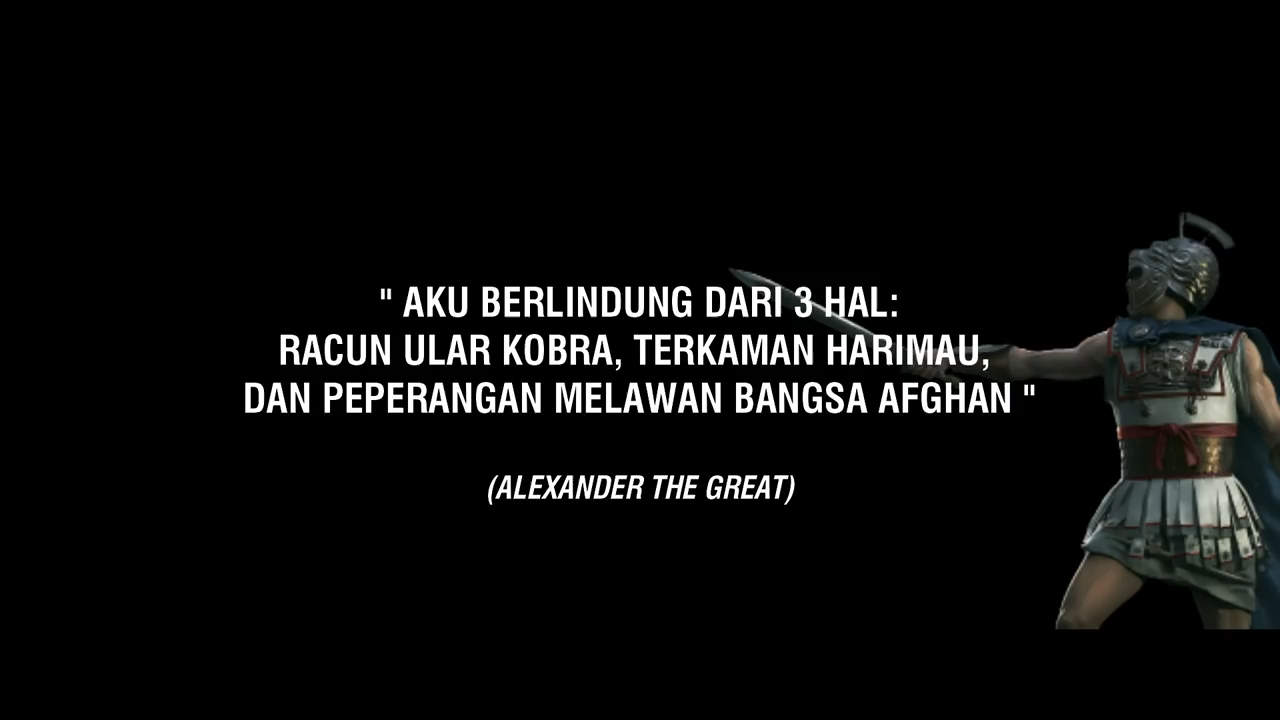 " AKU BERLINDUNG DARI 3 HAL:
RACUN ULAR KOBRA, TERKAMAN HARIMAU,
DAN PEPERANGAN MELAWAN BANGSA AFGHAN "
(ALEXANDER THE GREAT)